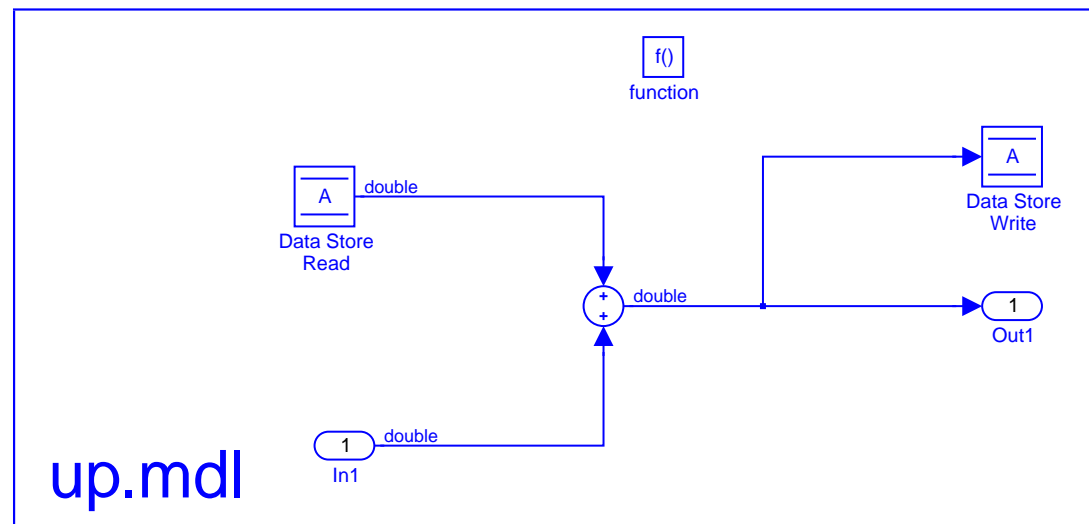 f()
function
A
Data Store
Write
A
double
Data Store
Read
+
+
double
1
Out1
1
double
In1
up.mdl